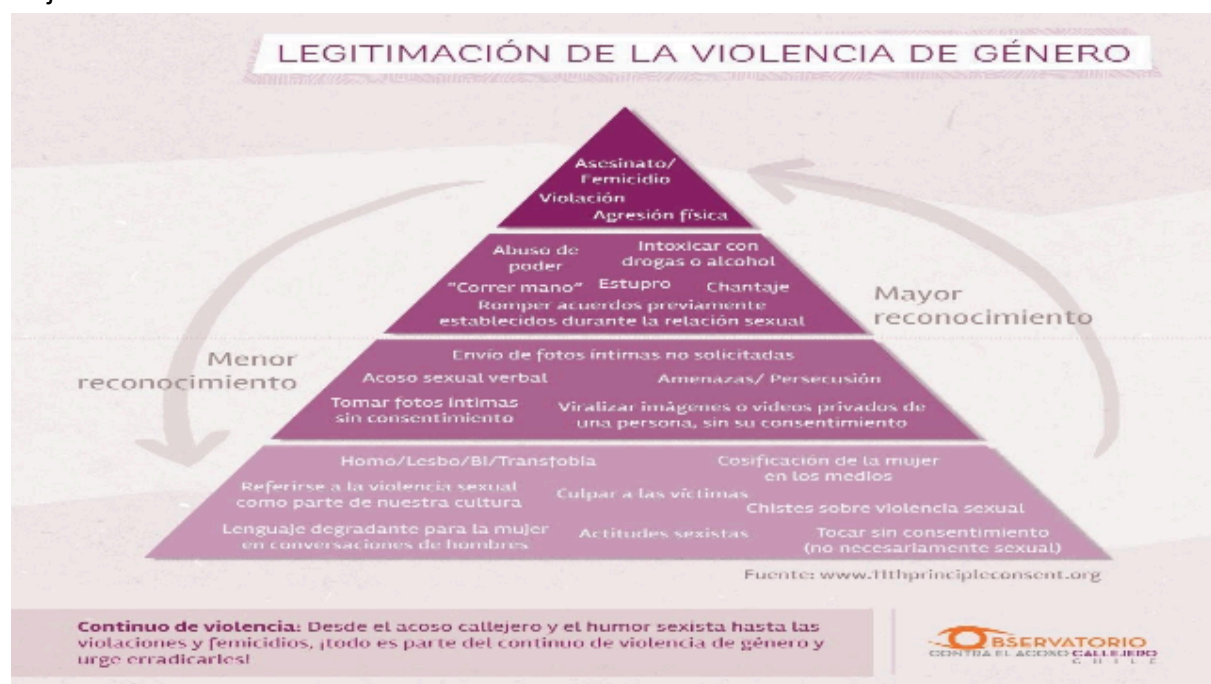 LEGITIMACIÓN DE LA VIOLENCIA DE GÉNERO
Asesinato/
Femicidio
Violación
Agresión física
Abuso de
poder
Intoxicar con
drogas o alcohol
"Correr mano"
Estupro
Chantaje
Romper acuerdos previamente
establecidos durante la relación sexual
Mayor
reconocimiento
Menor
reconocimiento
Envío de fotos íntimas no solicitadas
Acoso sexual verbal
Amenazas/ Persecusión
Tomar fotos íntimas
sin consentimiento
Viralizar imágenes o videos privados de
una persona, sin su consentimiento
Homo/Lesbo/Bi/Transfobia
Cosificación de la mujer
en los medios
Referirse a la violencia sexual
como parte de nuestra cultura
Culpar a las víctimas
Chistes sobre violencia sexual
Lenguaje degradante para la mujer
en conversaciones de hombres
Actitudes sexistas
Tocar sin consentimiento
(no necesariamente sexual)
Fuente: www.11thprincipleconsent.org
Continuo de violencia: Desde el acoso callejero y el humor sexista hasta las
violaciones y femicidios, ¡todo es parte del continuo de violencia de género y
urge erradicarles!
OBSERVATORIO
CONTRA EL ACOSO CALLEJERO
CHILE